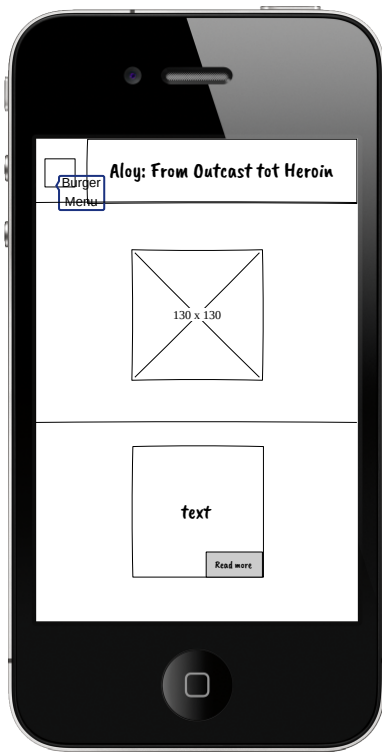 Aloy: From Outcast tot Heroin
Burger
Menu
130 x 130
text
Read more